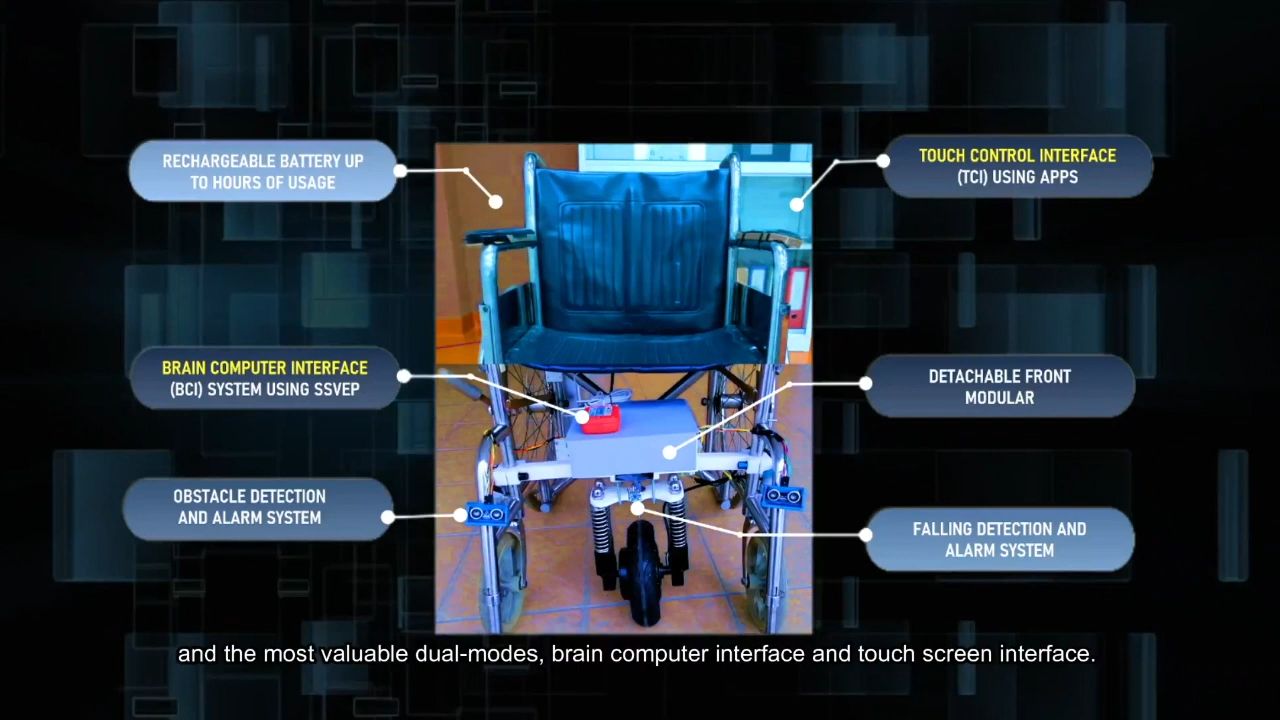 RECHARGEABLE BATTERY UP
TO HOURS OF USAGE
TOUCH CONTROL INTERFACE
(TCI) USING APPS
BRAIN COMPUTER INTERFACE
(BCI) SYSTEM USING SSVEP
DETACHABLE FRONT
MODULAR
OBSTACLE DETECTION
AND ALARM SYSTEM
FALLING DETECTION AND
ALARM SYSTEM
and the most valuable dual-modes, brain computer interface and touch screen interface.